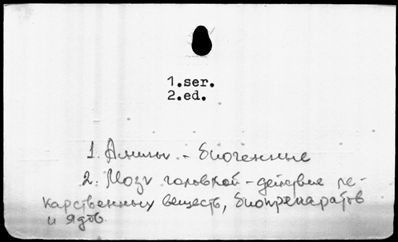 1.ser.
2.ed.
1. Амины - биогенные
2. Мозг головной - действие ле-
карственных веществ, биопрепаратов
и ядов.